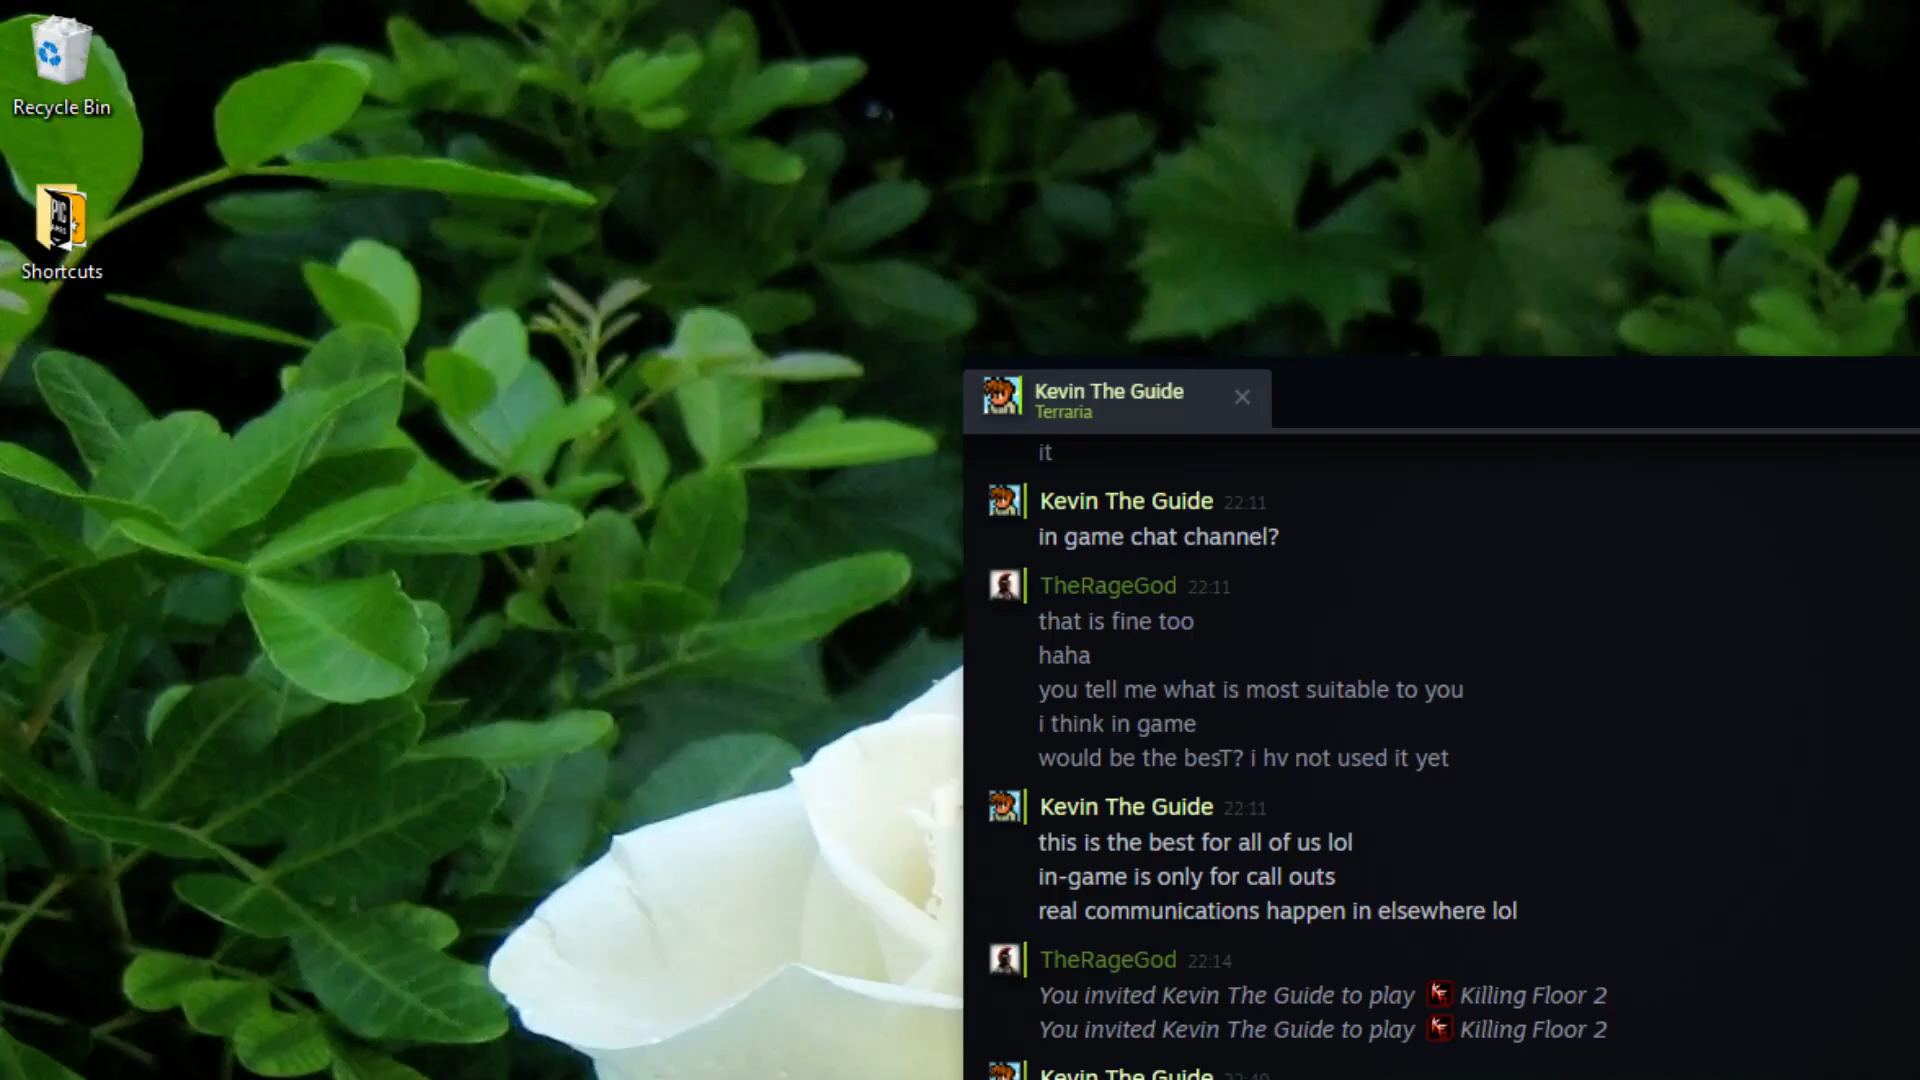 Recycle Bin
Shortcuts
Kevin The Guide
Terraria
it
Kevin The Guide 22:11
in game chat channel?
TheRageGod 22:11
that is fine too
haha
you tell me what is most suitable to you
i think in game
would be the besT? i hv not used it yet
Kevin The Guide 22:11
this is the best for all of us lol
in-game is only for call outs
real communications happen in elsewhere lol
TheRageGod 22:14
You invited Kevin The Guide to play Killing Floor 2
You invited Kevin The Guide to play Killing Floor 2
Kevin The Guide